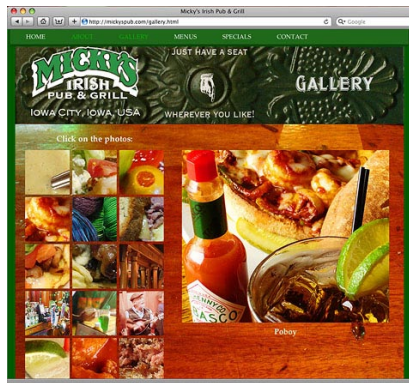 Micky's Irish Pub & Grill
http://mickyspub.com/gallery.html
Google
HOME ABOUT GALLERY MENUS SPECIALS CONTACT
MICKY'S
IRISH
PUB & GRILL
IOWA CITY, IOWA, USA
JUST HAVE A SEAT
WHEREVER YOU LIKE!
GALLERY
Click on the photos:
ASCO
Poboy